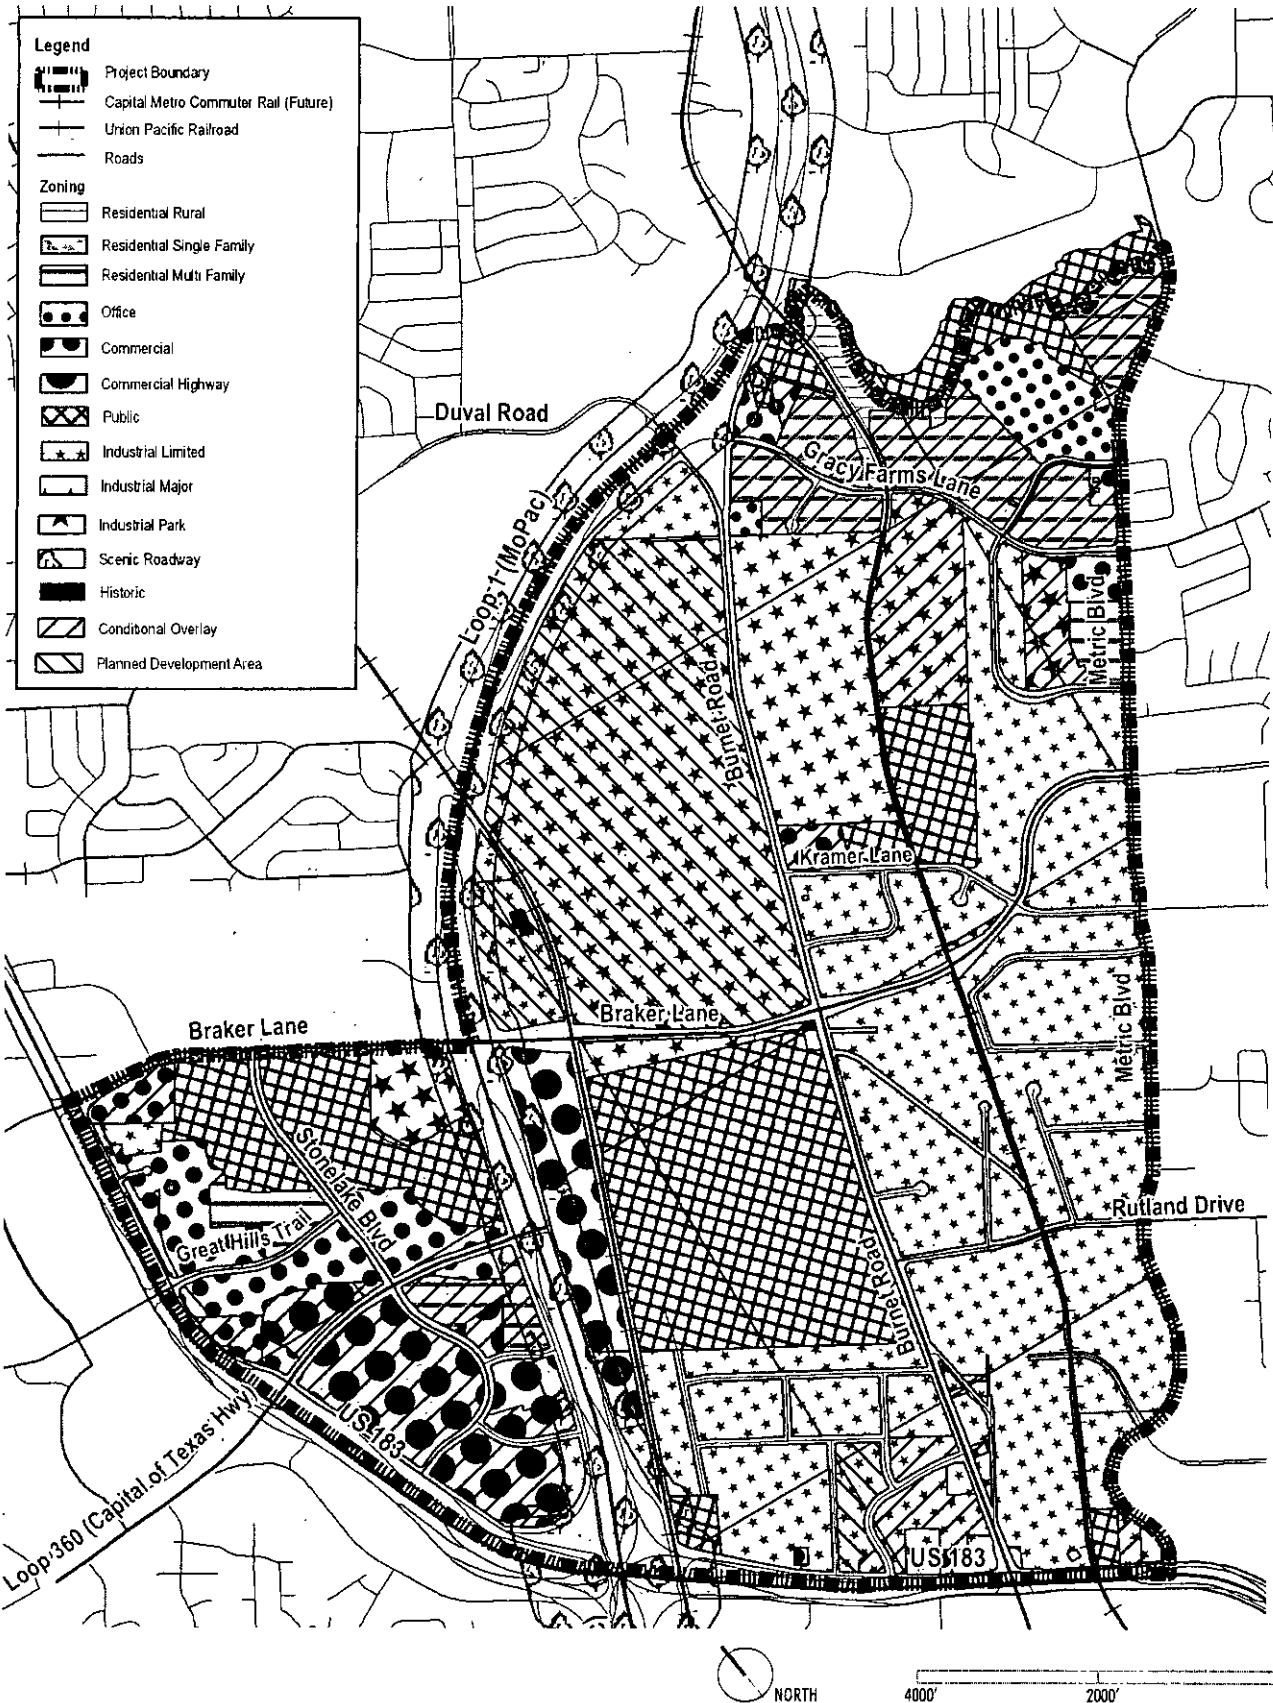 Legend
Project Boundary
Capital Metro Commuter Rail (Future)
Union Pacific Railroad
Roads
Zoning
Residential Rural
Residential Single Family
Residential Multi Family
Office
Commercial
Commercial Highway
Public
Industrial Limited
Industrial Major
Industrial Park
Scenic Roadway
Historic
Conditional Overlay
Planned Development Area
Duval Road
Gracy Farms Lane
Loop 1 (MoPac)
Metric Blvd
Burnet Road
Kramer Lane
Braker Lane
Braker Lane
Metric Blvd
Stonelake Blvd
Great Hills Trail
Rutland Drive
Burnet Road
US 183
Loop 360 (Capital of Texas Hwy)
US 183
NORTH
4000'
2000'